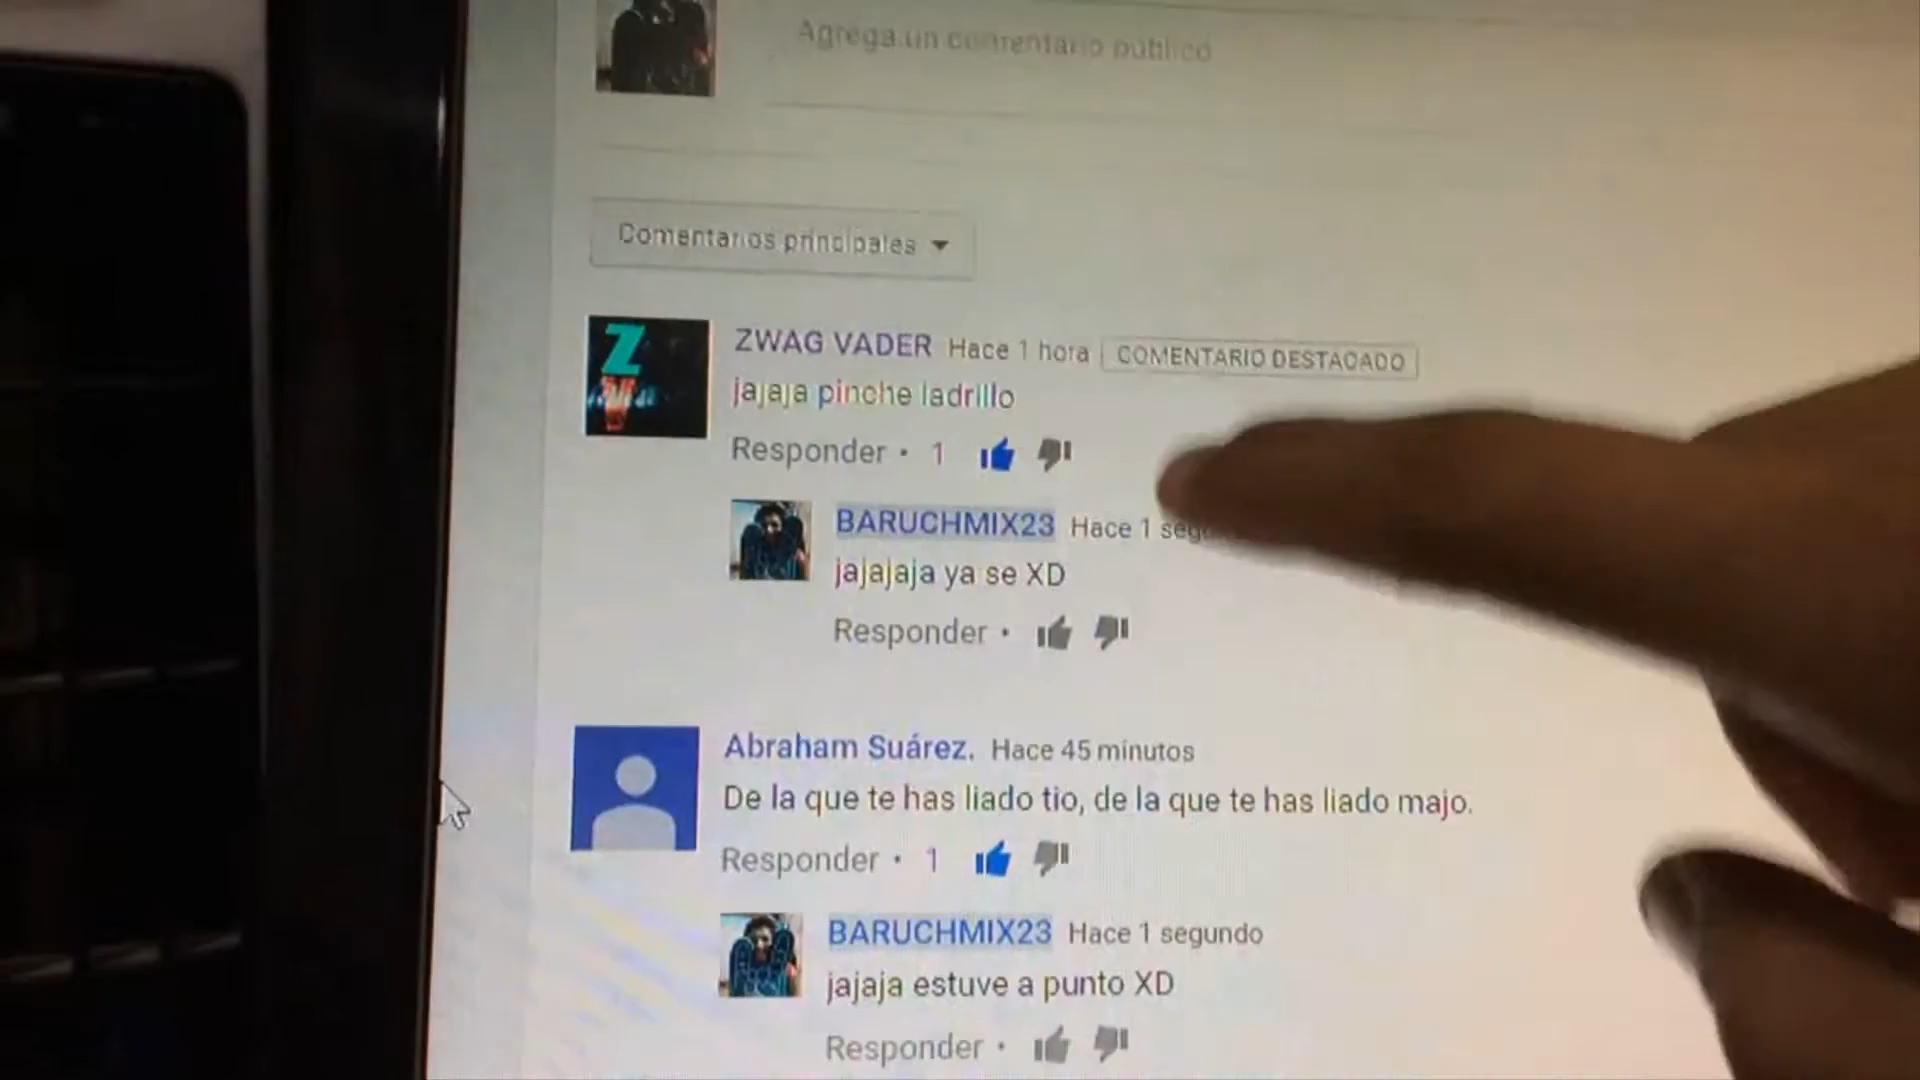 Agrega un comentario público
Comentarios principales
ZWAG VADER Hace 1 hora COMENTARIO DESTACADO
jajaja pinche ladrillo
Responder • 1
BARUCHMIX23 Hace 1
jajajaja ya se XD
Responder •
Abraham Suárez. Hace 45 minutos
De la que te has liado tio, de la que te has liado majo.
Responder • 1
BARUCHMIX23 Hace 1 segundo
jajaja estuve a punto XD
Responder •